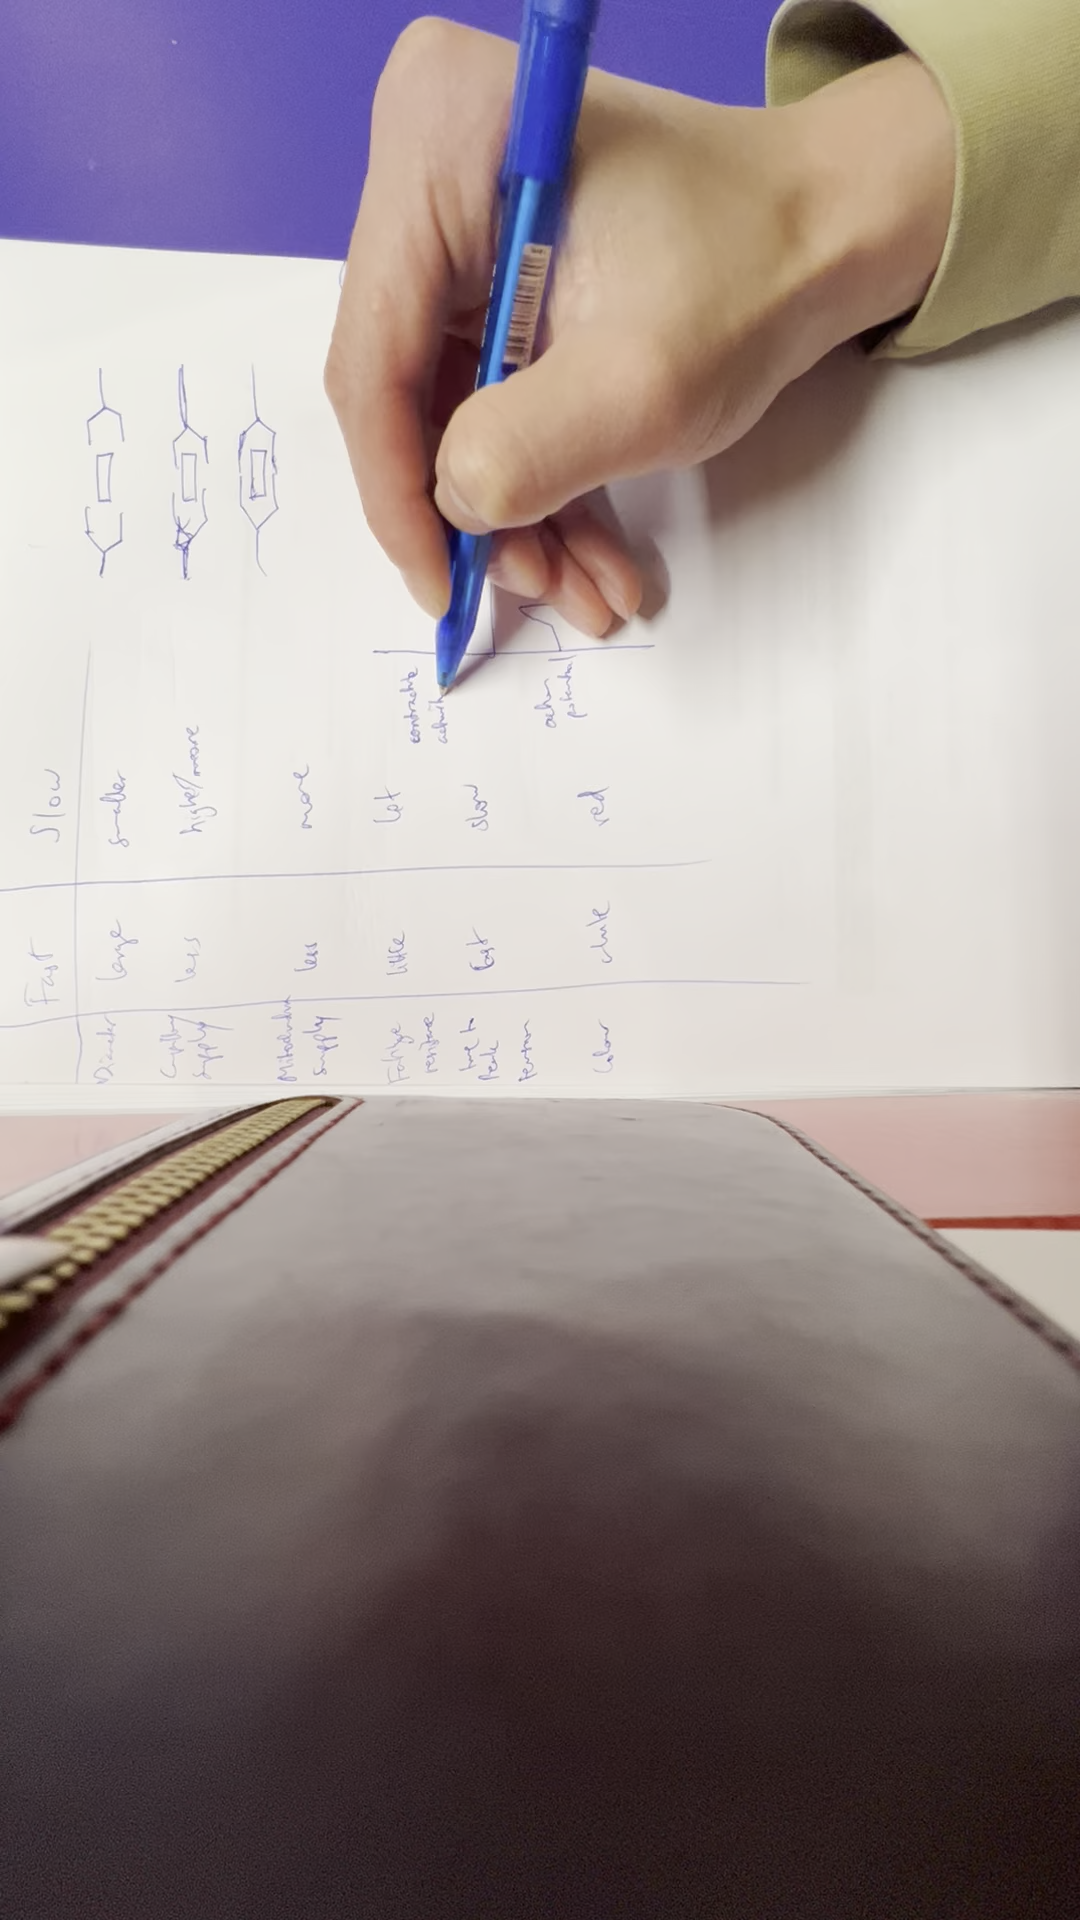 Fast Slow
Diameter large smaller
Capillary less higher/more
supply
Mitochondria less more
supply
Fatigue little lot
resistance
time to fast slow
Peak
tension
Colour white red
contractile
activity
action
potential